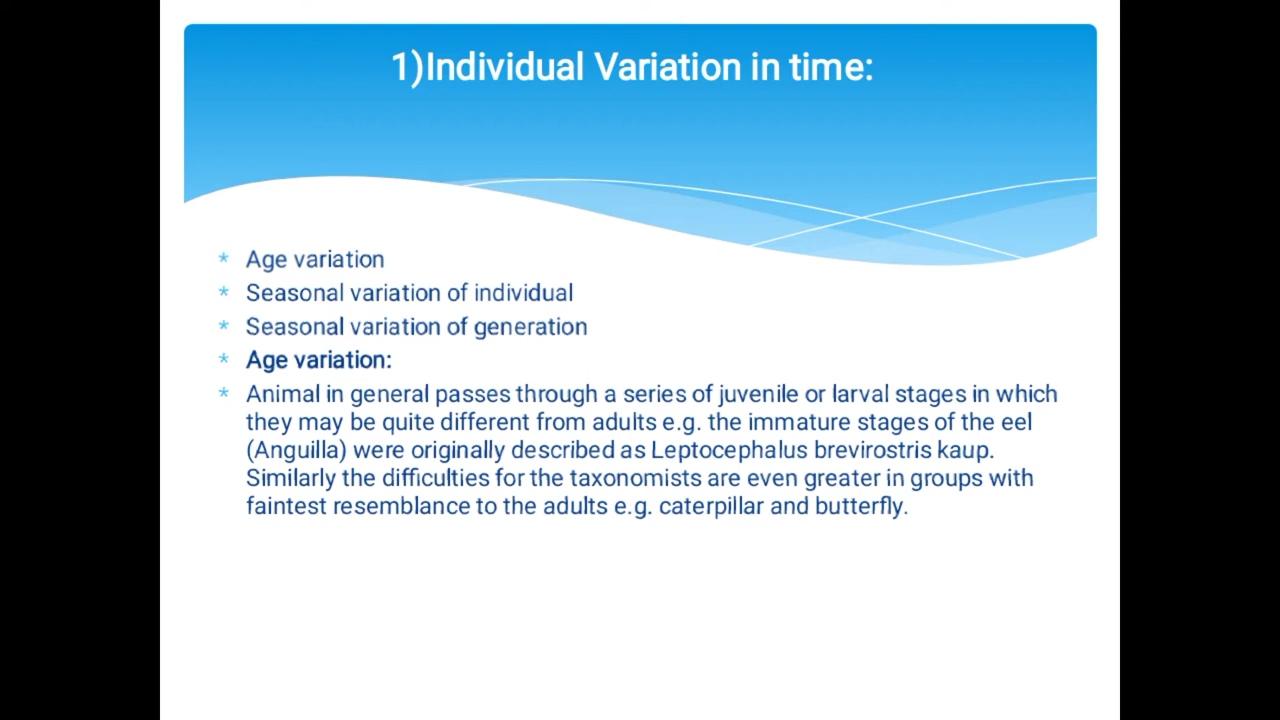 1)Individual Variation in time:
* Age variation
* Seasonal variation of individual
* Seasonal variation of generation
* Age variation:
* Animal in general passes through a series of juvenile or larval stages in which
they may be quite different from adults e.g. the immature stages of the eel
(Anguilla) were originally described as Leptocephalus brevirostris kaup.
Similarly the difficulties for the taxonomists are even greater in groups with
faintest resemblance to the adults e.g. caterpillar and butterfly.